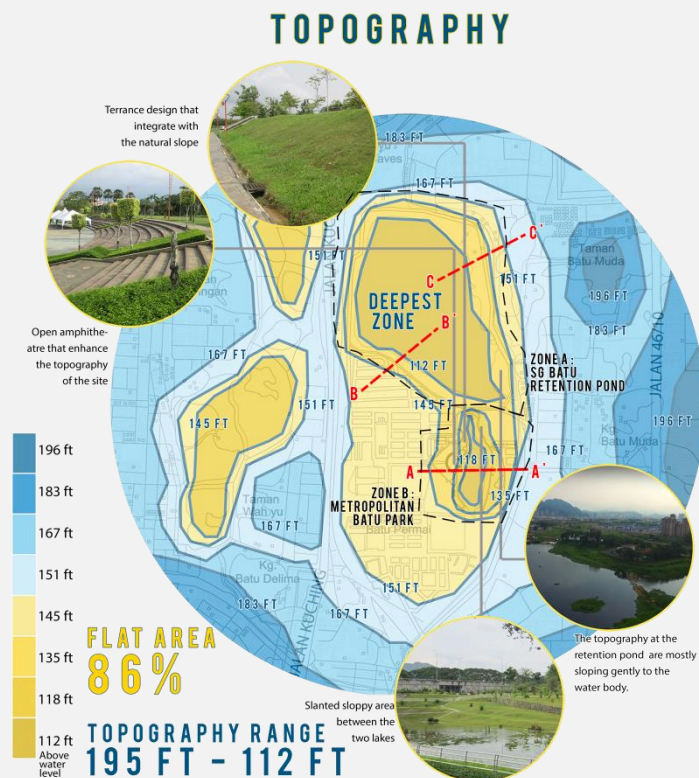 TOPOGRAPHY
Terrance design that
integrate with
the natural slope
Open amphithe-
atre that enhance
the topography
of the site
183 FT
167 FT
151 FT
C'
C
Taman
Batu Muda
196 FT
183 FT
DEEPEST
ZONE
B'
B
112 FT
151 FT
JALAN 46/10
167 FT
151 FT
145 FT
145 FT
ZONE A :
SG BATU
RETENTION POND
196 FT
Kg.
Batu Muda
167 FT
118 FT
A
A'
135 FT
ZONE B :
METROPOLITAN
BATU PARK
Batu Permai
Taman
Wahyu
167 FT
Kg.
Batu Delima
183 FT
JALAN KUCHING
167 FT
151 FT
196 ft
183 ft
167 ft
151 ft
145 ft
135 ft
118 ft
112 ft
Above
water
level
FLAT AREA
86%
TOPOGRAPHY RANGE
195 FT - 112 FT
Slanted sloppy area
between the
two lakes
The topography at the
retention pond are mostly
sloping gently to the
water body.